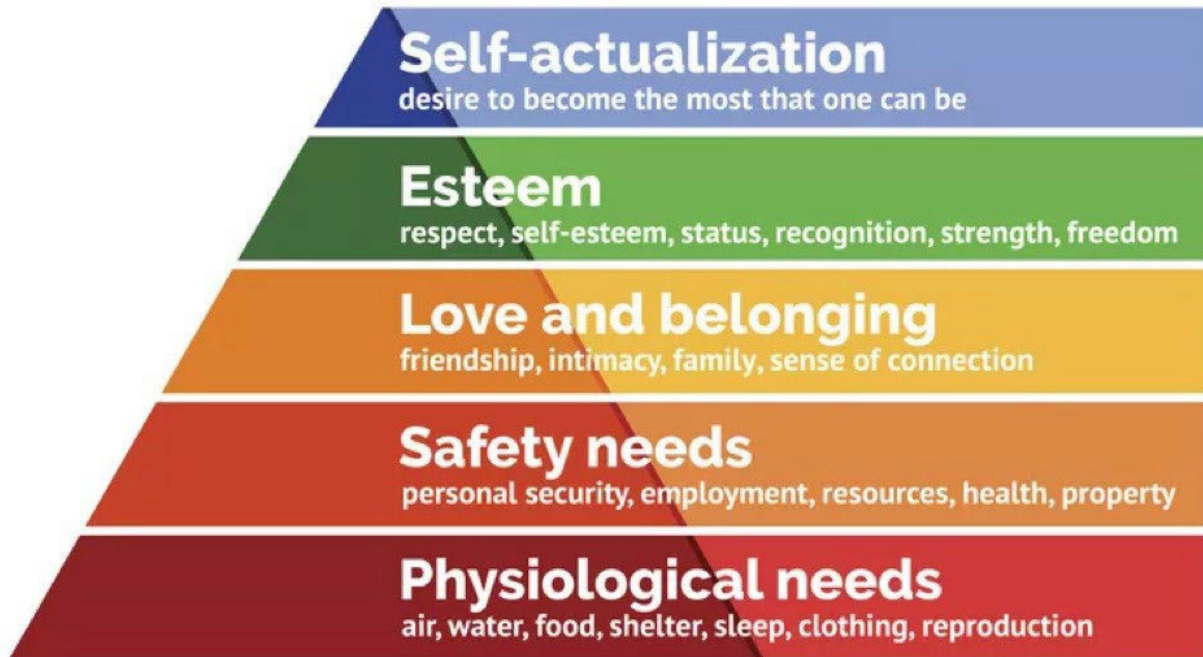 Self-actualization
desire to become the most that one can be
Esteem
respect, self-esteem, status, recognition, strength, freedom
Love and belonging
friendship, intimacy, family, sense of connection
Safety needs
personal security, employment, resources, health, property
Physiological needs
air, water, food, shelter, sleep, clothing, reproduction